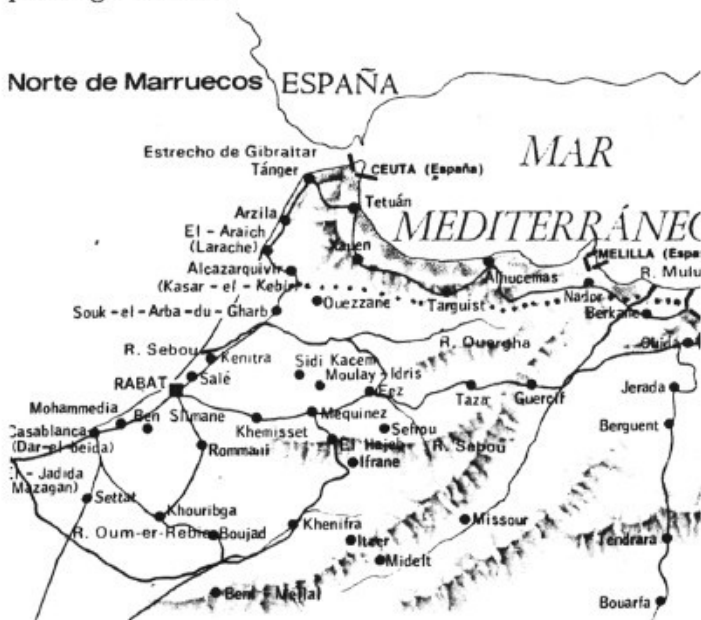 Norte de Marruecos
ESPAÑA
Estrecho de Gibraltar
MAR
MEDITERRÁNEO
Tánger
CEUTA (España)
Tetuán
Arzila
El - Araich
(Larache)
Xauen
MELILLA (Espa
Alcazarquivir
(Kasar - el - Kebir)
Alhucemas
R. Mulu
Ouezzane
Targuist
Nador
Berkane
Souk - el - Arba - du - Gharb
R. Sebou
Kenitra
R. Ouergha
Sidi Kacem
Moulay - Idris
RABAT
Salé
Fez
Taza
Guercif
Jerada
Mohammedia
Ben Slimane
Mequinez
Casablanca
(Dar-el-beida)
Khemisset
Sefrou
Berguent
Rommani
El Hajeb
R. Sebou
Ifrane
Jadida
Mazagan)
Settat
Khouribga
Khenifra
Missour
R. Oum-er-Rebia
Boujad
Itzer
Tendrara
Midelt
Beni - Mellal
Bouarfa